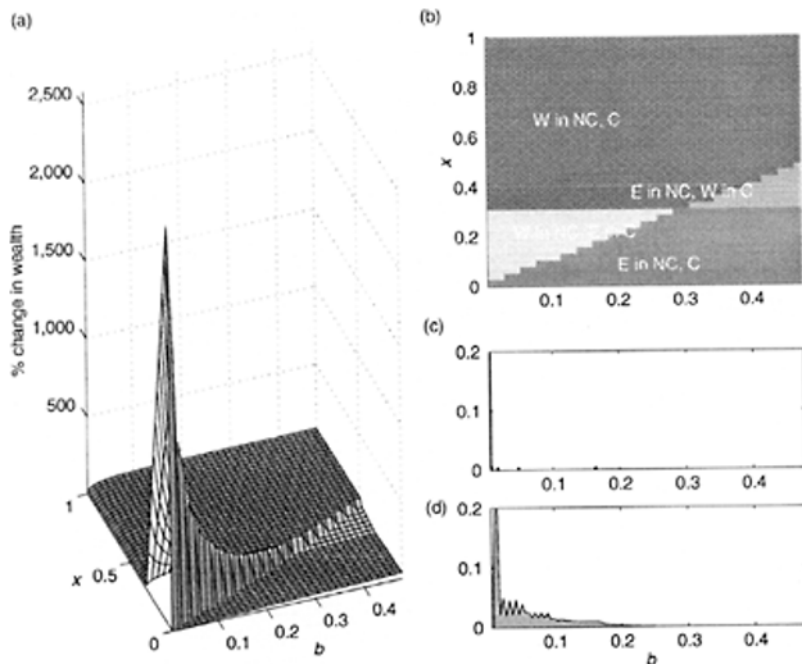 (a)
% change in wealth
2,500
2,000
1,500
1,000
500
1
x 0.5
0
0.1
0.2
0.3
0.4
b
(b)
x
1
0.8
0.6
0.4
0.2
0
W in NC, C
E in NC, W in C
E in NC, C
0.1 0.2 0.3 0.4
(c)
0.2
0.1
0
0.1 0.2 0.3 0.4
(d)
0.2
0.1
0
0.1 0.2 0.3 0.4
b